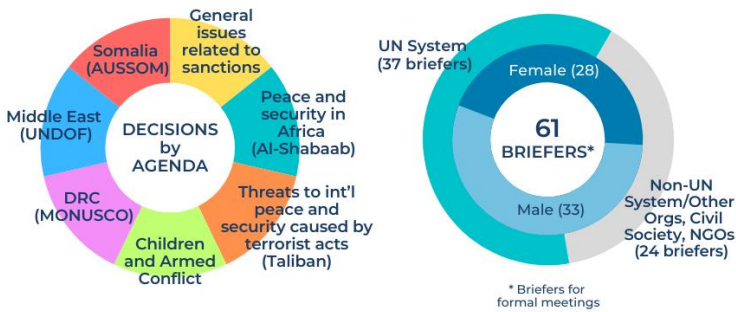 General
issues
related to
sanctions
Somalia
(AUSSOM)
Peace and
security in
Africa
(Al-Shabaab)
Middle East
(UNDOF)
DECISIONS
by
AGENDA
DRC
(MONUSCO)
Threats to int'l
peace and
security caused by
terrorist acts
(Taliban)
Children
and Armed
Conflict
UN System
(37 briefers)
Female (28)
61
BRIEFERS*
Male (33)
Non-UN
System/Other
Orgs, Civil
Society, NGOs
(24 briefers)
* Briefers for
formal meetings